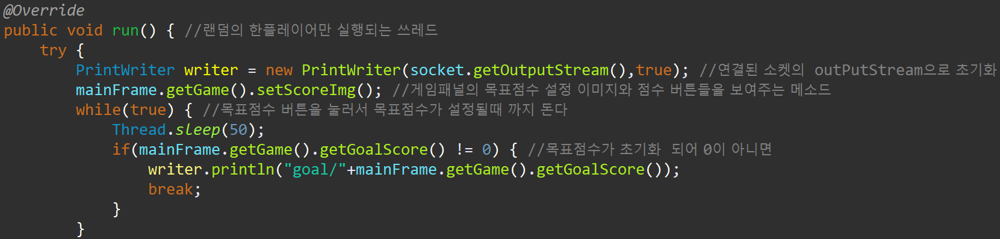 @Override
public void run() { //랜덤의 한플레이어만 실행되는 쓰레드
    try {
        PrintWriter writer = new PrintWriter(socket.getOutputStream(),true); //연결된 소켓의  outPutStream으로 초기화
        mainFrame.getGame().setScoreImg(); //게임패널의 목표점수 설정 이미지와 점수 버튼들을 보여주는 메소드
        while(true) { //목표점수 버튼을 눌러서 목표점수가 설정될때 까지 돈다
            Thread.sleep(50);
            if(mainFrame.getGame().getGoalScore() != 0) { //목표점수가 초기화  되어 0이 아니면
                writer.println("goal/"+mainFrame.getGame().getGoalScore());
                break;
            }
        }